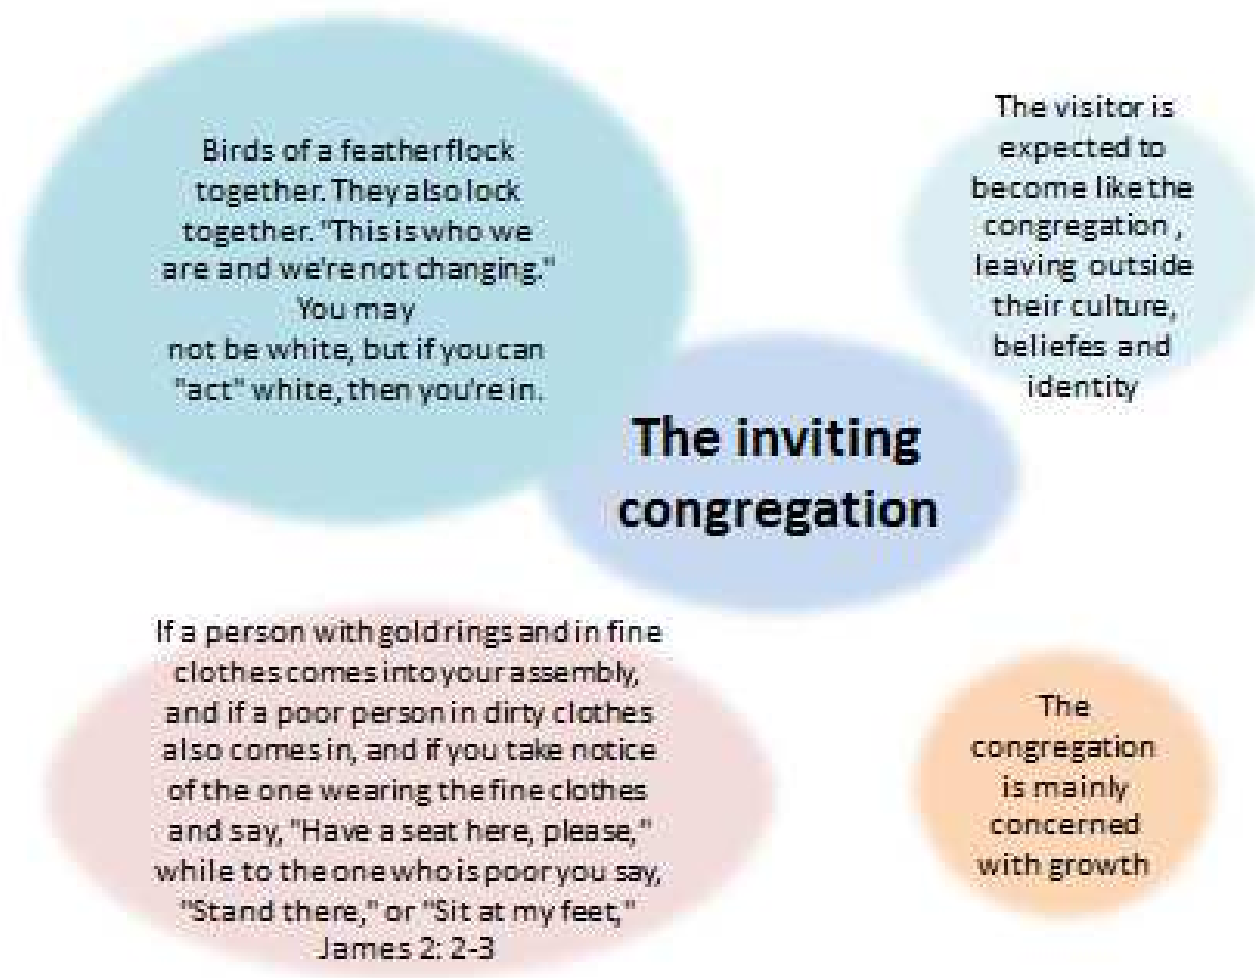 Birds of a feather flock
together. They also lock
together. "This is who we
are and we're not changing."
You may
not be white, but if you can
"act" white, then you're in.
The visitor is
expected to
become like the
congregation ,
leaving outside
their culture,
beliefes and
identity
The inviting
congregation
If a person with gold rings and in fine
clothes comes into your assembly,
and if a poor person in dirty clothes
also comes in, and if you take notice
of the one wearing the fine clothes
and say, "Have a seat here, please,"
while to the one who is poor you say,
"Stand there," or "Sit at my feet,"
James 2: 2-3
The
congregation
is mainly
concerned
with growth